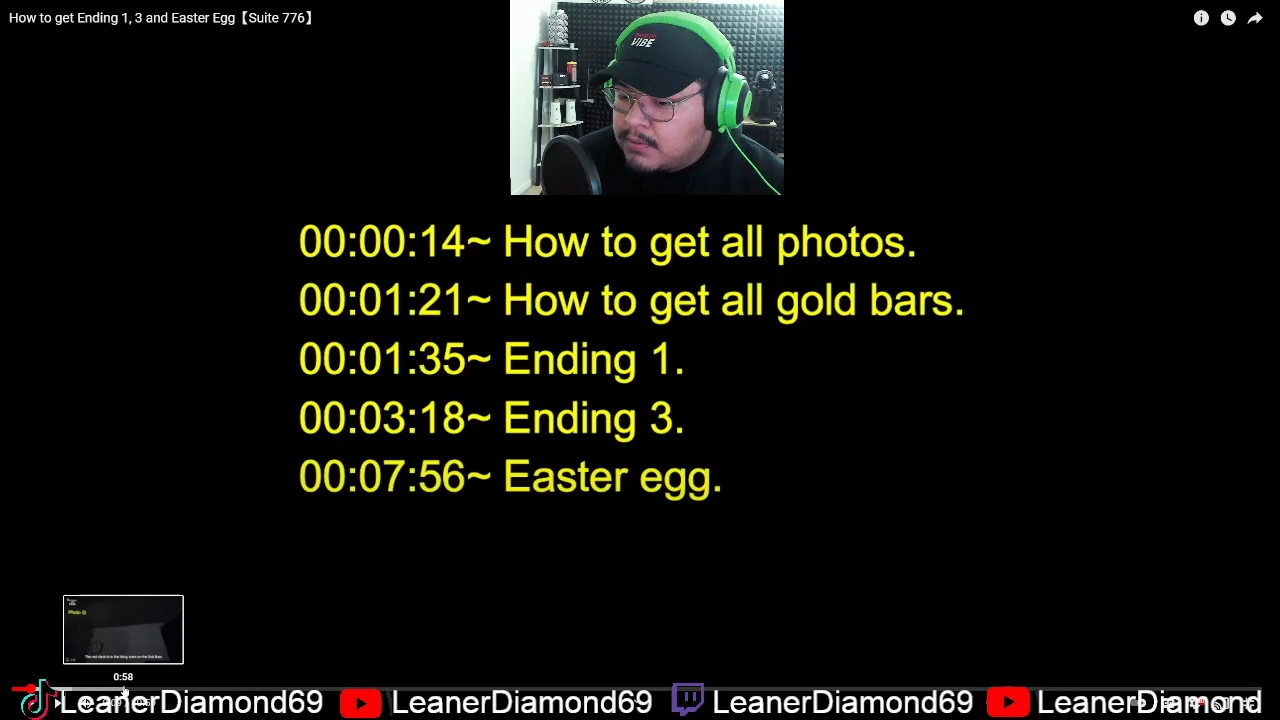 How to get Ending 1, 3 and Easter Egg【Suite 776】
VIBE
00:00:14~ How to get all photos.
00:01:21~ How to get all gold bars.
00:01:35~ Ending 1.
00:03:18~ Ending 3.
00:07:56~ Easter egg.
0:58
LeanerDiamond69 LeanerDiamond69 LeanerDiamond69 LeanerDiamond